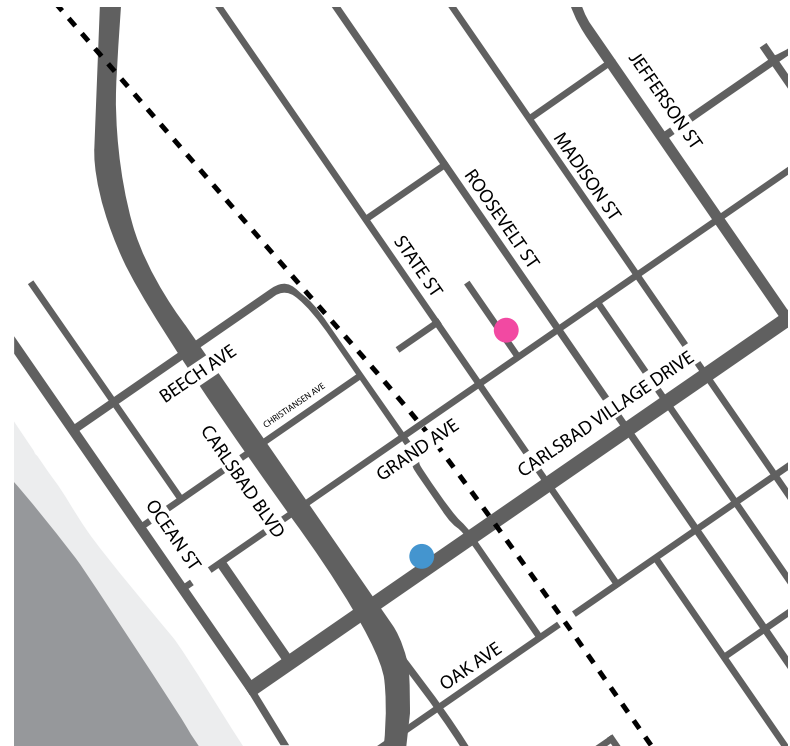 JEFFERSON ST
MADISON ST
ROOSEVELT ST
STATE ST
BEECH AVE
CHRISTIANSEN AVE
CARLSBAD VILLAGE DRIVE
GRAND AVE
CARLSBAD BLVD
OCEAN ST
OAK AVE